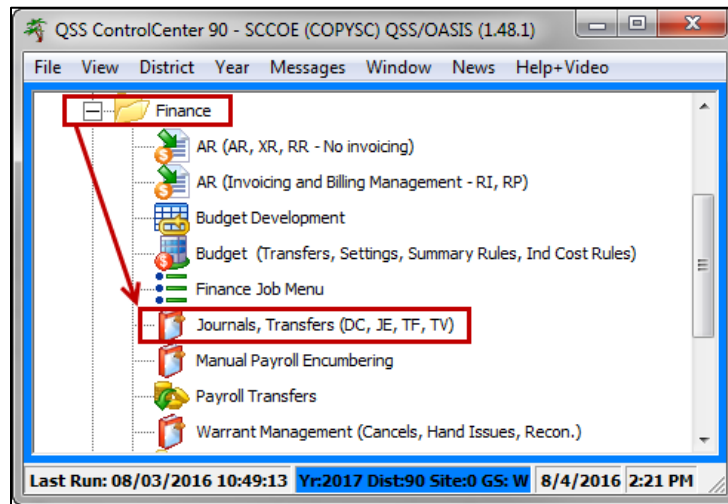 QSS ControlCenter 90 - SCCOE (COPYSC) QSS/OASIS (1.48.1)
File View District Year Messages Window News Help+Video
Finance
AR (AR, XR, RR - No invoicing)
AR (Invoicing and Billing Management - RI, RP)
Budget Development
Budget (Transfers, Settings, Summary Rules, Ind Cost Rules)
Finance Job Menu
Journals, Transfers (DC, JE, TF, TV)
Manual Payroll Encumbering
Payroll Transfers
Warrant Management (Cancels, Hand Issues, Recon.)
Last Run: 08/03/2016 10:49:13 Yr:2017 Dist:90 Site:0 GS: W 8/4/2016 2:21 PM